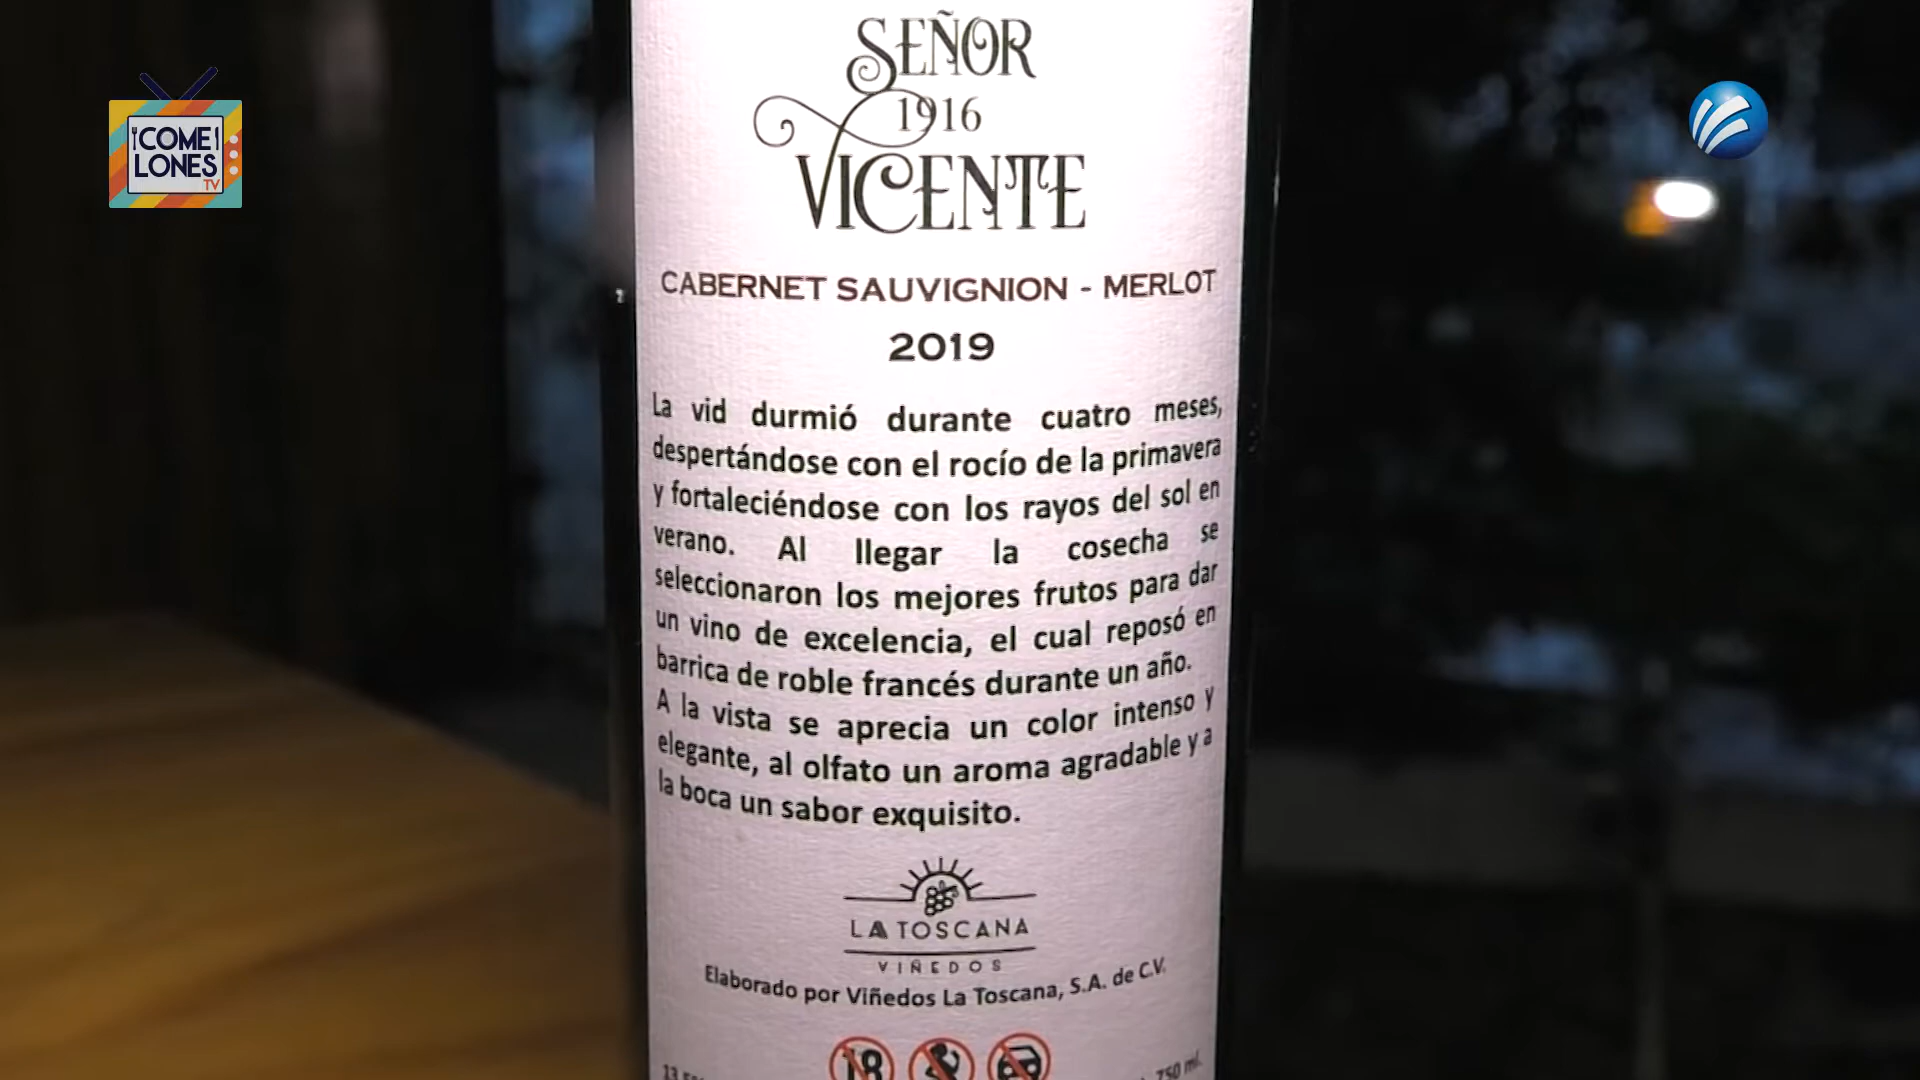 ¡COME!
LONES
TV
SEÑOR
1916
VICENTE
CABERNET SAUVIGNION - MERLOT
2019
La vid durmió durante cuatro meses,
despertándose con el rocío de la primavera
y fortaleciéndose con los rayos del sol en
verano. Al llegar la cosecha se
seleccionaron los mejores frutos para dar
un vino de excelencia, el cual reposó en
barrica de roble francés durante un año.
A la vista se aprecia un color intenso y
elegante, al olfato un aroma agradable y a
la boca un sabor exquisito.
LA TOSCANA
VIÑEDOS
Elaborado por Viñedos La Toscana, S.A. de C.V.
18
750 ml.